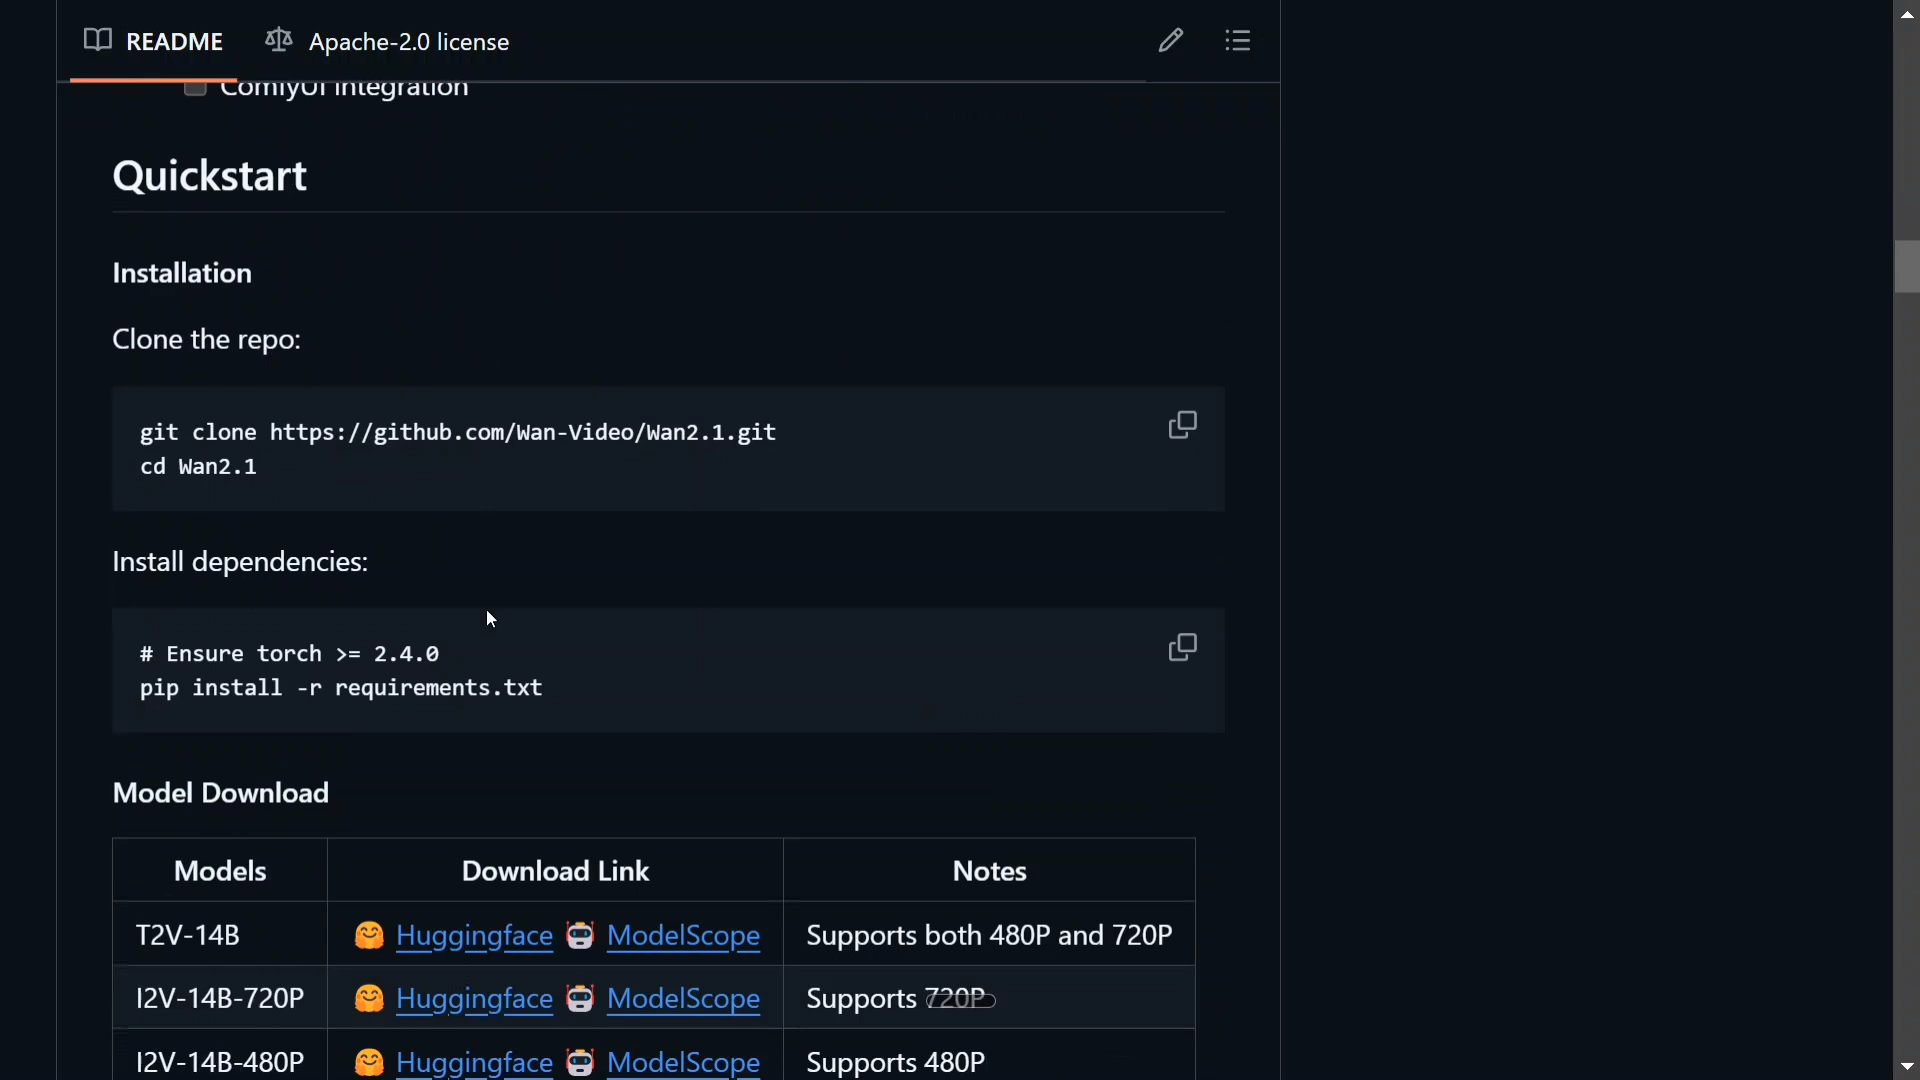 README Apache-2.0 license
ComfyUI integration
Quickstart
Installation
Clone the repo:
git clone https://github.com/Wan-Video/Wan2.1.git
cd Wan2.1
Install dependencies:
# Ensure torch >= 2.4.0
pip install -r requirements.txt
Model Download
Models Download Link Notes
T2V-14B 🤗 Huggingface 🤖 ModelScope Supports both 480P and 720P
I2V-14B-720P 🤗 Huggingface 🤖 ModelScope Supports 720P
I2V-14B-480P 🤗 Huggingface 🤖 ModelScope Supports 480P